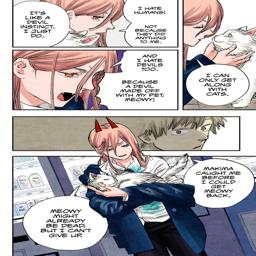 IT'S
LIKE A
DEVIL
INSTINCT.
I JUST
DO.
I HATE
HUMANS!
NOT
BECAUSE
THEY DID
ANYTHING
TO ME.
AND
I HATE
DEVILS
TOO.
BECAUSE
A DEVIL
MADE OFF
WITH MY PET,
MEOWY!
I CAN
ONLY GET
ALONG
WITH
CATS.
MAKIMA
CAUGHT ME
BEFORE
I COULD
GET MEOWY
BACK.
MEOWY
MIGHT
ALREADY
BE DEAD,
BUT I CAN'T
GIVE UP.